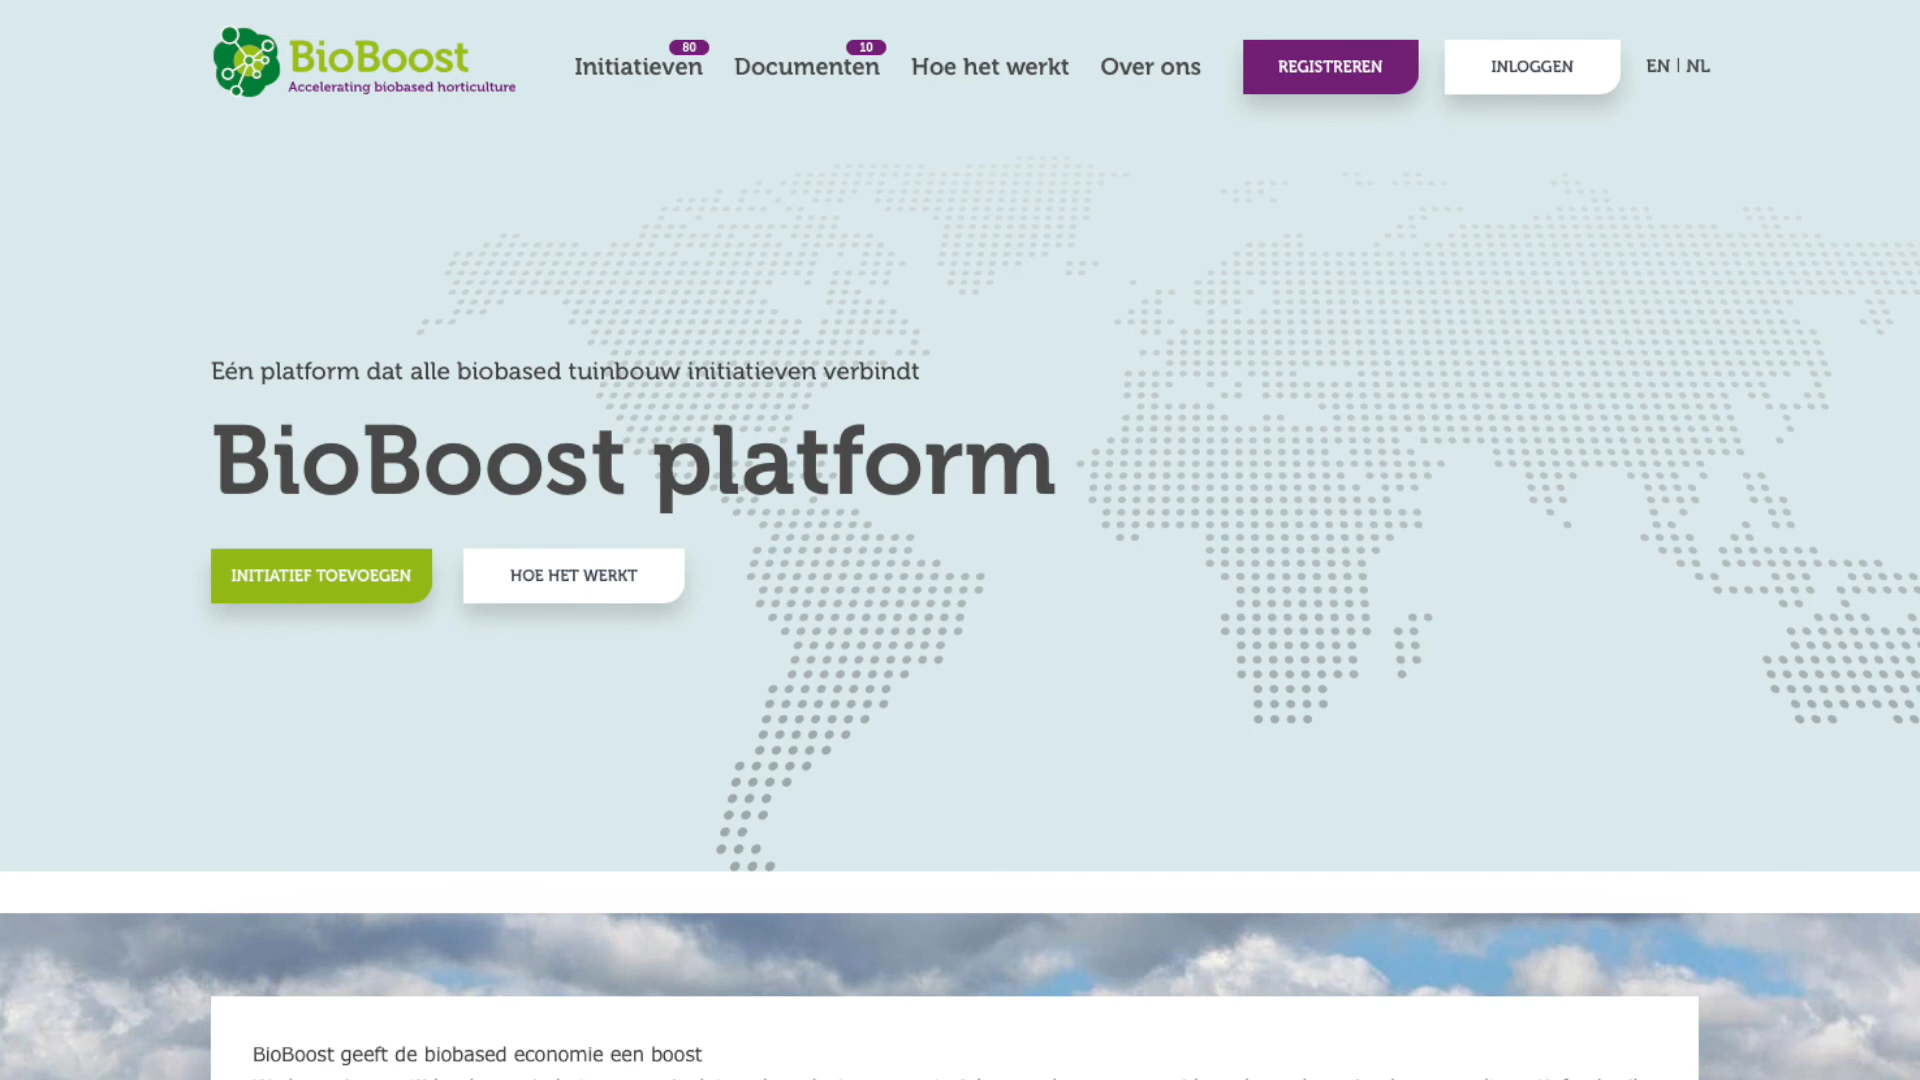 BioBoost
Accelerating biobased horticulture
Initiatieven 80
Documenten 10
Hoe het werkt
Over ons
REGISTREREN
INLOGGEN
EN | NL
Eén platform dat alle biobased tuinbouw initiatieven verbindt
BioBoost platform
INITIATIEF TOEVOEGEN
HOE HET WERKT
BioBoost geeft de biobased economie een boost